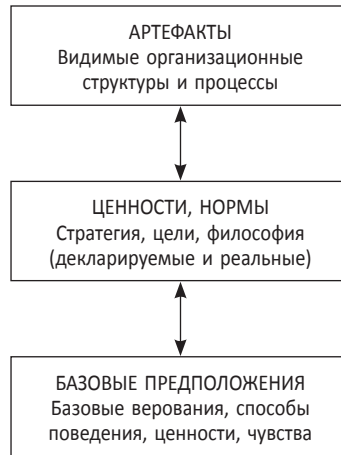 АРТЕФАКТЫ
Видимые организационные
структуры и процессы
ЦЕННОСТИ, НОРМЫ
Стратегия, цели, философия
(декларируемые и реальные)
БАЗОВЫЕ ПРЕДПОЛОЖЕНИЯ
Базовые верования, способы
поведения, ценности, чувства